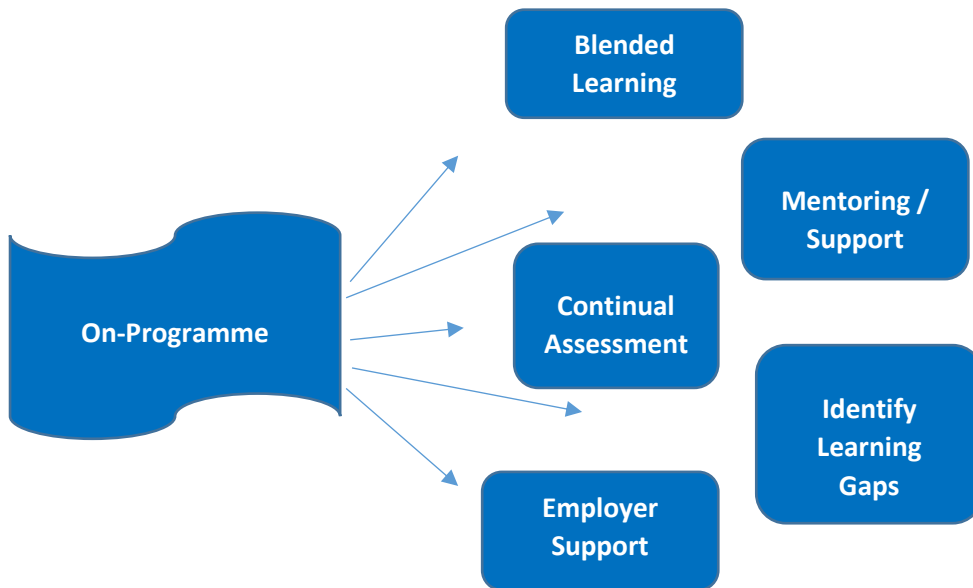 Blended
Learning
Mentoring /
Support
On-Programme
Continual
Assessment
Identify
Learning
Gaps
Employer
Support